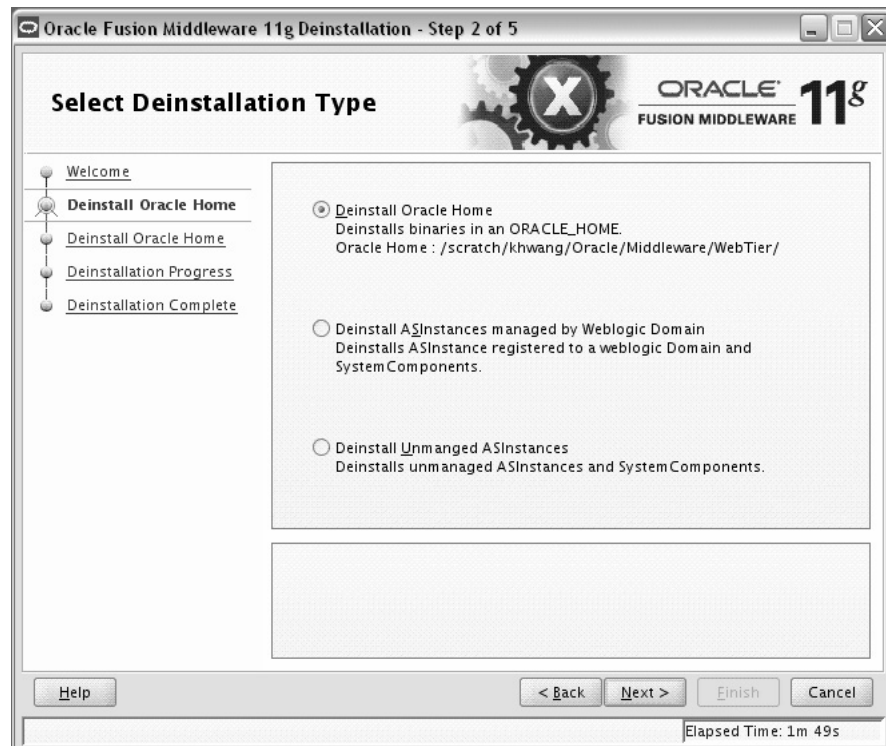 Oracle Fusion Middleware 11g Deinstallation - Step 2 of 5
Select Deinstallation Type
ORACLE
FUSION MIDDLEWARE
11g
Welcome
Deinstall Oracle Home
Deinstall Oracle Home
Deinstallation Progress
Deinstallation Complete
Deinstall Oracle Home
Deinstalls binaries in an ORACLE_HOME.
Oracle Home : /scratch/khwang/Oracle/Middleware/WebTier/
Deinstall ASInstances managed by Weblogic Domain
Deinstalls ASInstance registered to a weblogic Domain and
SystemComponents.
Deinstall Unmanged ASInstances
Deinstalls unmanaged ASInstances and SystemComponents.
Help
< Back
Next >
Finish
Cancel
Elapsed Time: 1m 49s